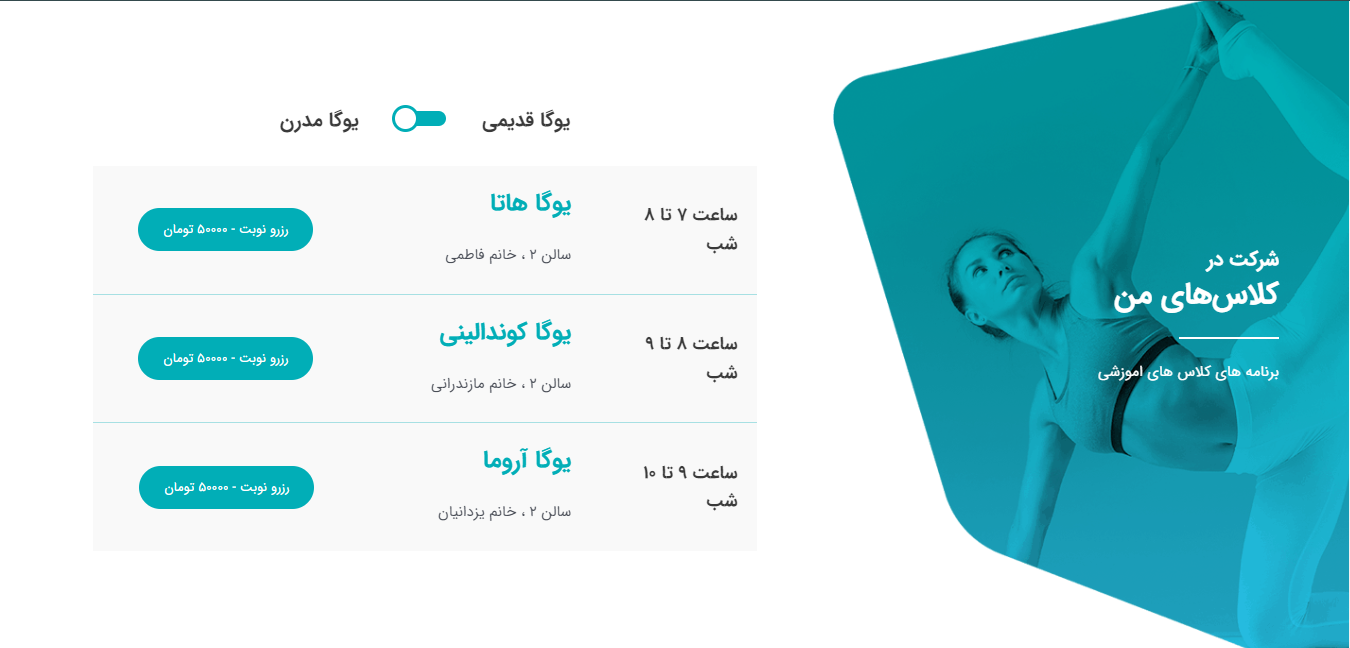 شرکت در
کلاس‌های من
برنامه های کلاس های اموزشی
یوگا قدیمی
یوگا مدرن
ساعت ۷ تا ۸
شب
یوگا هاتا
سالن ۲ ، خانم فاطمی
رزرو نوبت - ۵۰۰۰۰ تومان
ساعت ۸ تا ۹
شب
یوگا کوندالینی
سالن ۲ ، خانم مازندرانی
رزرو نوبت - ۵۰۰۰۰ تومان
ساعت ۹ تا ۱۰
شب
یوگا آروما
سالن ۲ ، خانم یزدانیان
رزرو نوبت - ۵۰۰۰۰ تومان